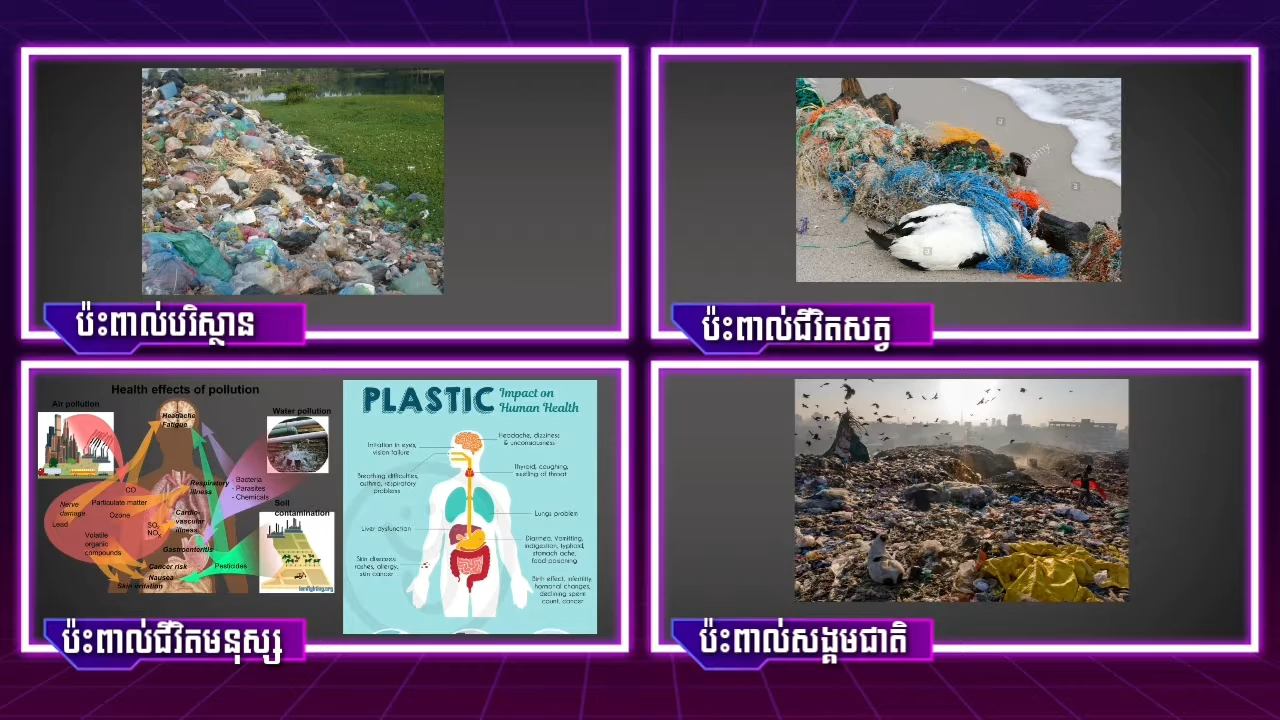 ប៉ះពាល់បរិស្ថាន
ប៉ះពាល់ជីវិតសត្វ
Health effects of pollution
Air pollution
Headache
Fatigue
Water pollution
CO
Particulate matter
Ozone
Nerve
damage
Lead
Volatile
organic
compounds
SO₂
NOₓ
Respiratory
illness
Cardio-
vascular
illness
Gastroenteritis
Cancer risk
Nausea
Skin irritation
- Bacteria
- Parasites
- Chemicals
Soil
contamination
Pesticides
PLASTIC Impact on
Human Health
Irritation in eyes,
vision failure
Headache, dizziness
& unconsiousness
Breathing difficulties,
asthma, respiratory
problems
Thyroid, coughing,
swelling of throat
Lungs problem
Liver dysfunction
Diarrhea, Vomitting,
indigestion, typhoid,
stomach ache,
food poisoning
Skin diseases:
rashes, allergy,
skin cancer
Birth effect, infertility
hormonal changes,
declining sperm
count, cancer
ប៉ះពាល់ជីវិតមនុស្ស
ប៉ះពាល់សង្គមជាតិ